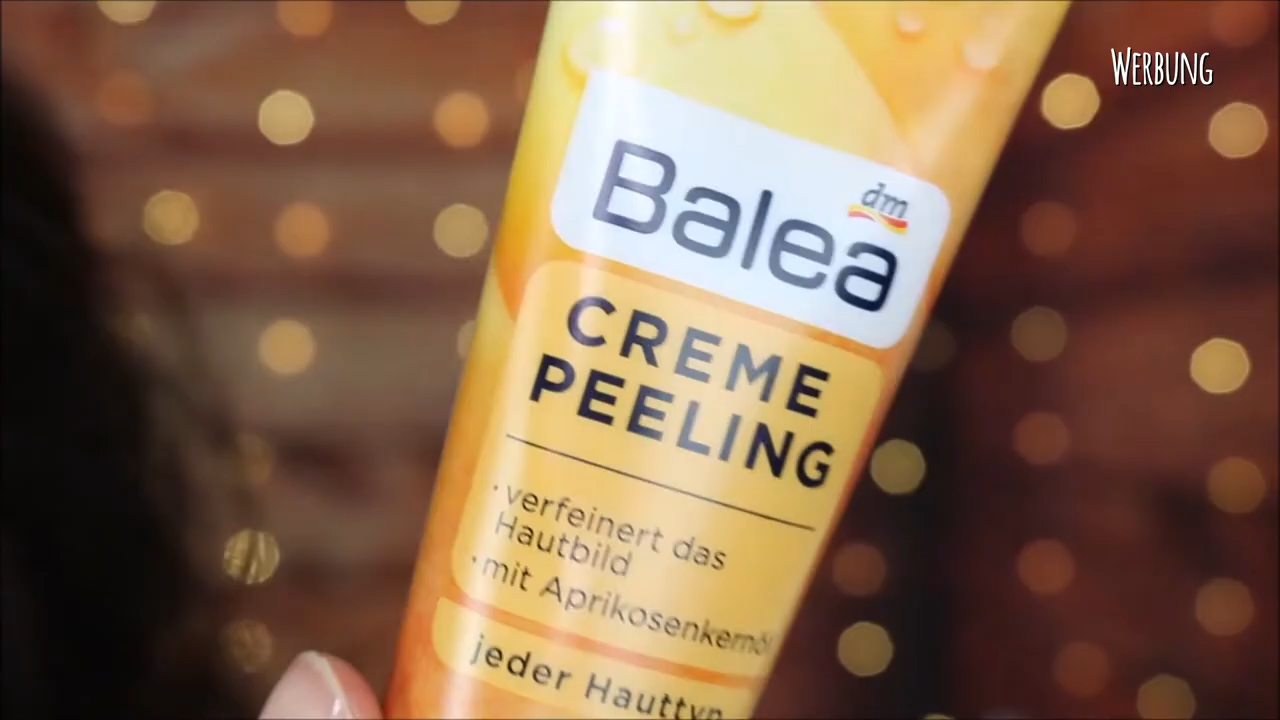 WERBUNG
Balea
dm
CREME
PEELING
• verfeinert das
Hautbild
• mit Aprikosenkernöl
jeder Hauttyp